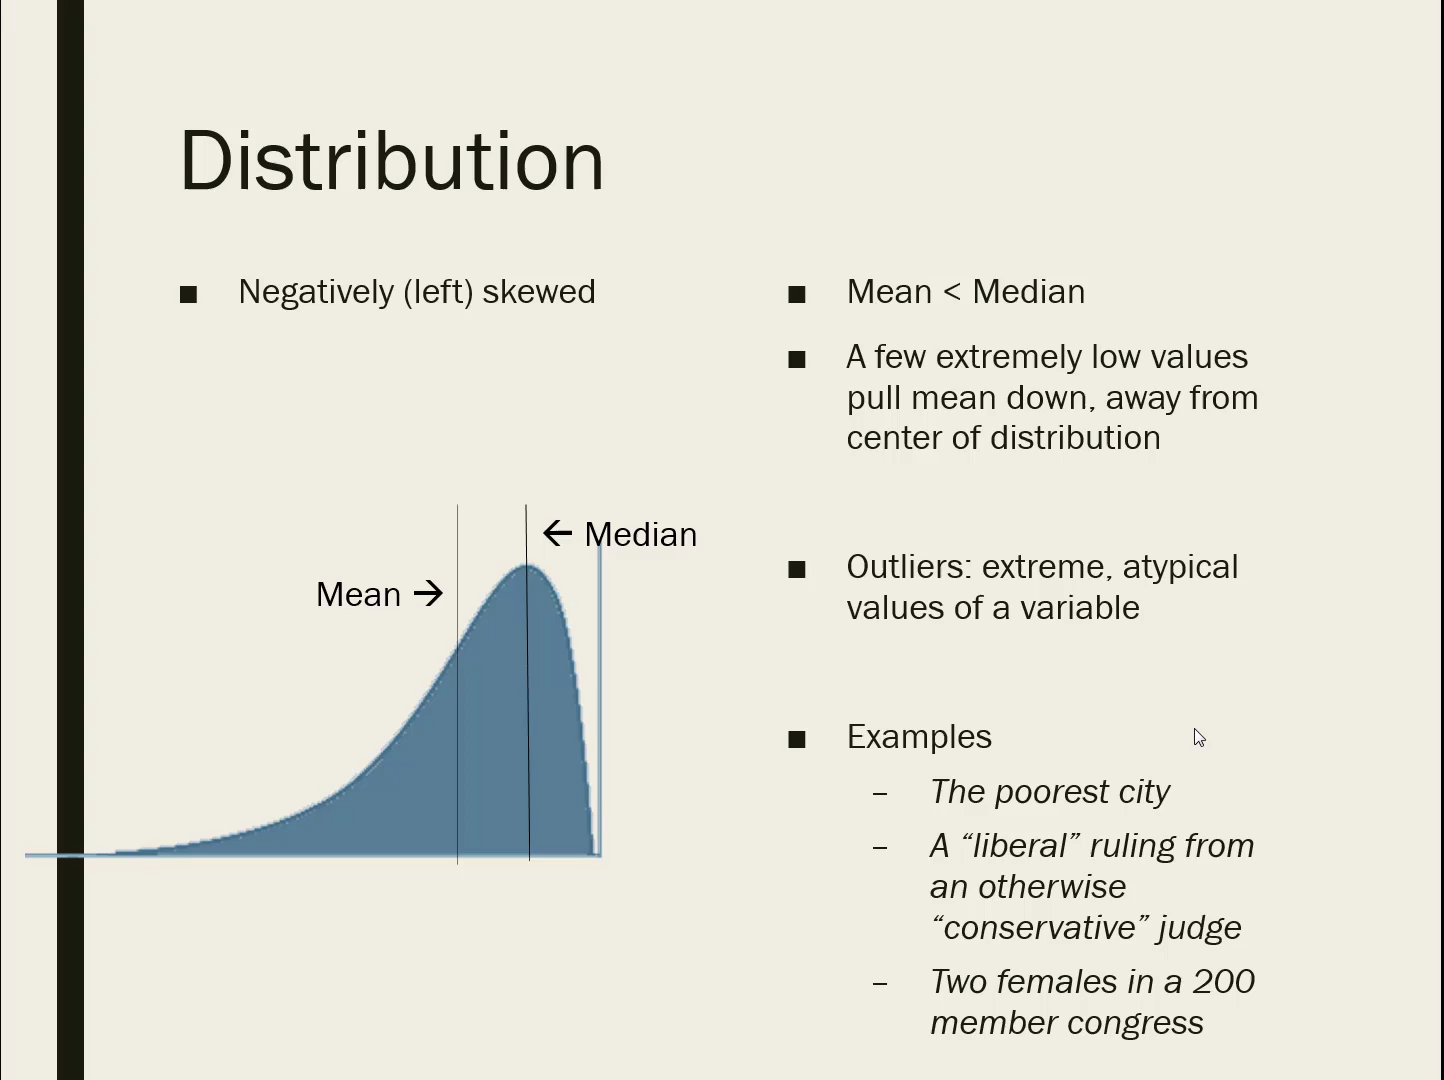 Distribution
■ Negatively (left) skewed
← Median
Mean →
■ Mean < Median
■ A few extremely low values
pull mean down, away from
center of distribution
■ Outliers: extreme, atypical
values of a variable
■ Examples
– The poorest city
– A “liberal” ruling from
an otherwise
“conservative” judge
– Two females in a 200
member congress